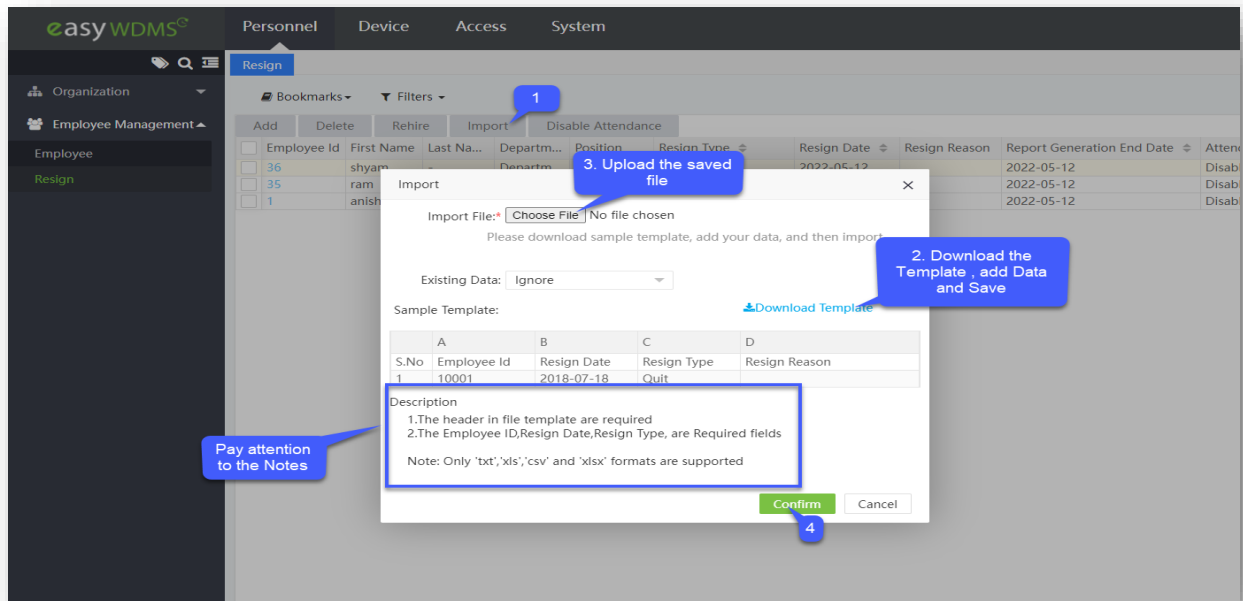 easy WDMS
Personnel Device Access System
Resign
Organization
Bookmarks Filters 1
Employee Management
Add Delete Rehire Import Disable Attendance
Employee Id First Name Last Na... Departm... Position Resign Type Resign Date Resign Reason Report Generation End Date Atten
Employee
36 shyam - Departm... 2022-05-12 2022-05-12 Disab
3. Upload the saved
file
Resign
35 ram 2022-05-12 Disab
Import
1 anish 2022-05-12 Disab
Import File:* Choose File No file chosen
Please download sample template, add your data, and then import
2. Download the
Template , add Data
and Save
Existing Data: Ignore
Sample Template: Download Template
A B C D
S.No Employee Id Resign Date Resign Type Resign Reason
1 10001 2018-07-18 Quit
Description
1.The header in file template are required
2.The Employee ID,Resign Date,Resign Type, are Required fields
Pay attention
to the Notes
Note: Only 'txt','xls','csv' and 'xlsx' formats are supported
Confirm Cancel
4